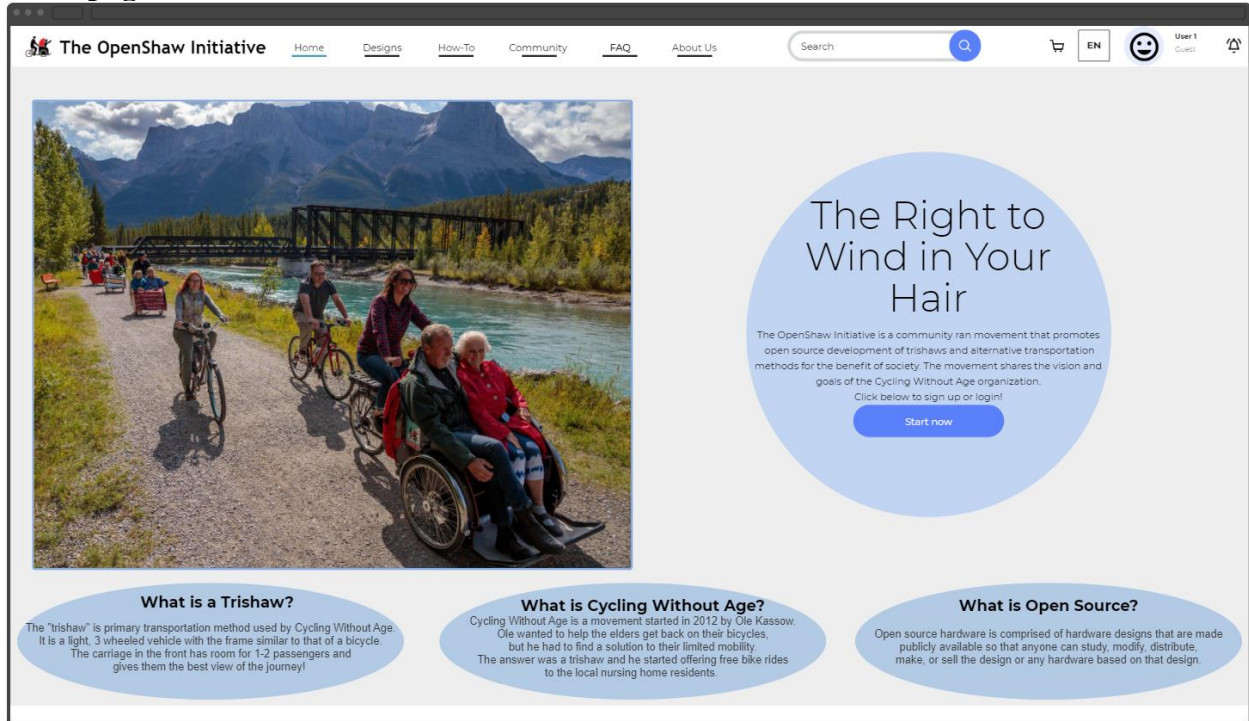 The OpenShaw Initiative
Home
Designs
How-To
Community
FAQ
About Us
Search
EN
User 1
Guest
The Right to
Wind in Your
Hair
The OpenShaw Initiative is a community ran movement that promotes
open source development of trishaws and alternative transportation
methods for the benefit of society. The movement shares the vision and
goals of the Cycling Without Age organization.
Click below to sign up or login!
Start now
What is a Trishaw?
The "trishaw" is primary transportation method used by Cycling Without Age.
It is a light, 3 wheeled vehicle with the frame similar to that of a bicycle.
The carriage in the front has room for 1-2 passengers and
gives them the best view of the journey!
What is Cycling Without Age?
Cycling Without Age is a movement started in 2012 by Ole Kassow.
Ole wanted to help the elders get back on their bicycles,
but he had to find a solution to their limited mobility.
The answer was a trishaw and he started offering free bike rides
to the local nursing home residents.
What is Open Source?
Open source hardware is comprised of hardware designs that are made
publicly available so that anyone can study, modify, distribute,
make, or sell the design or any hardware based on that design.